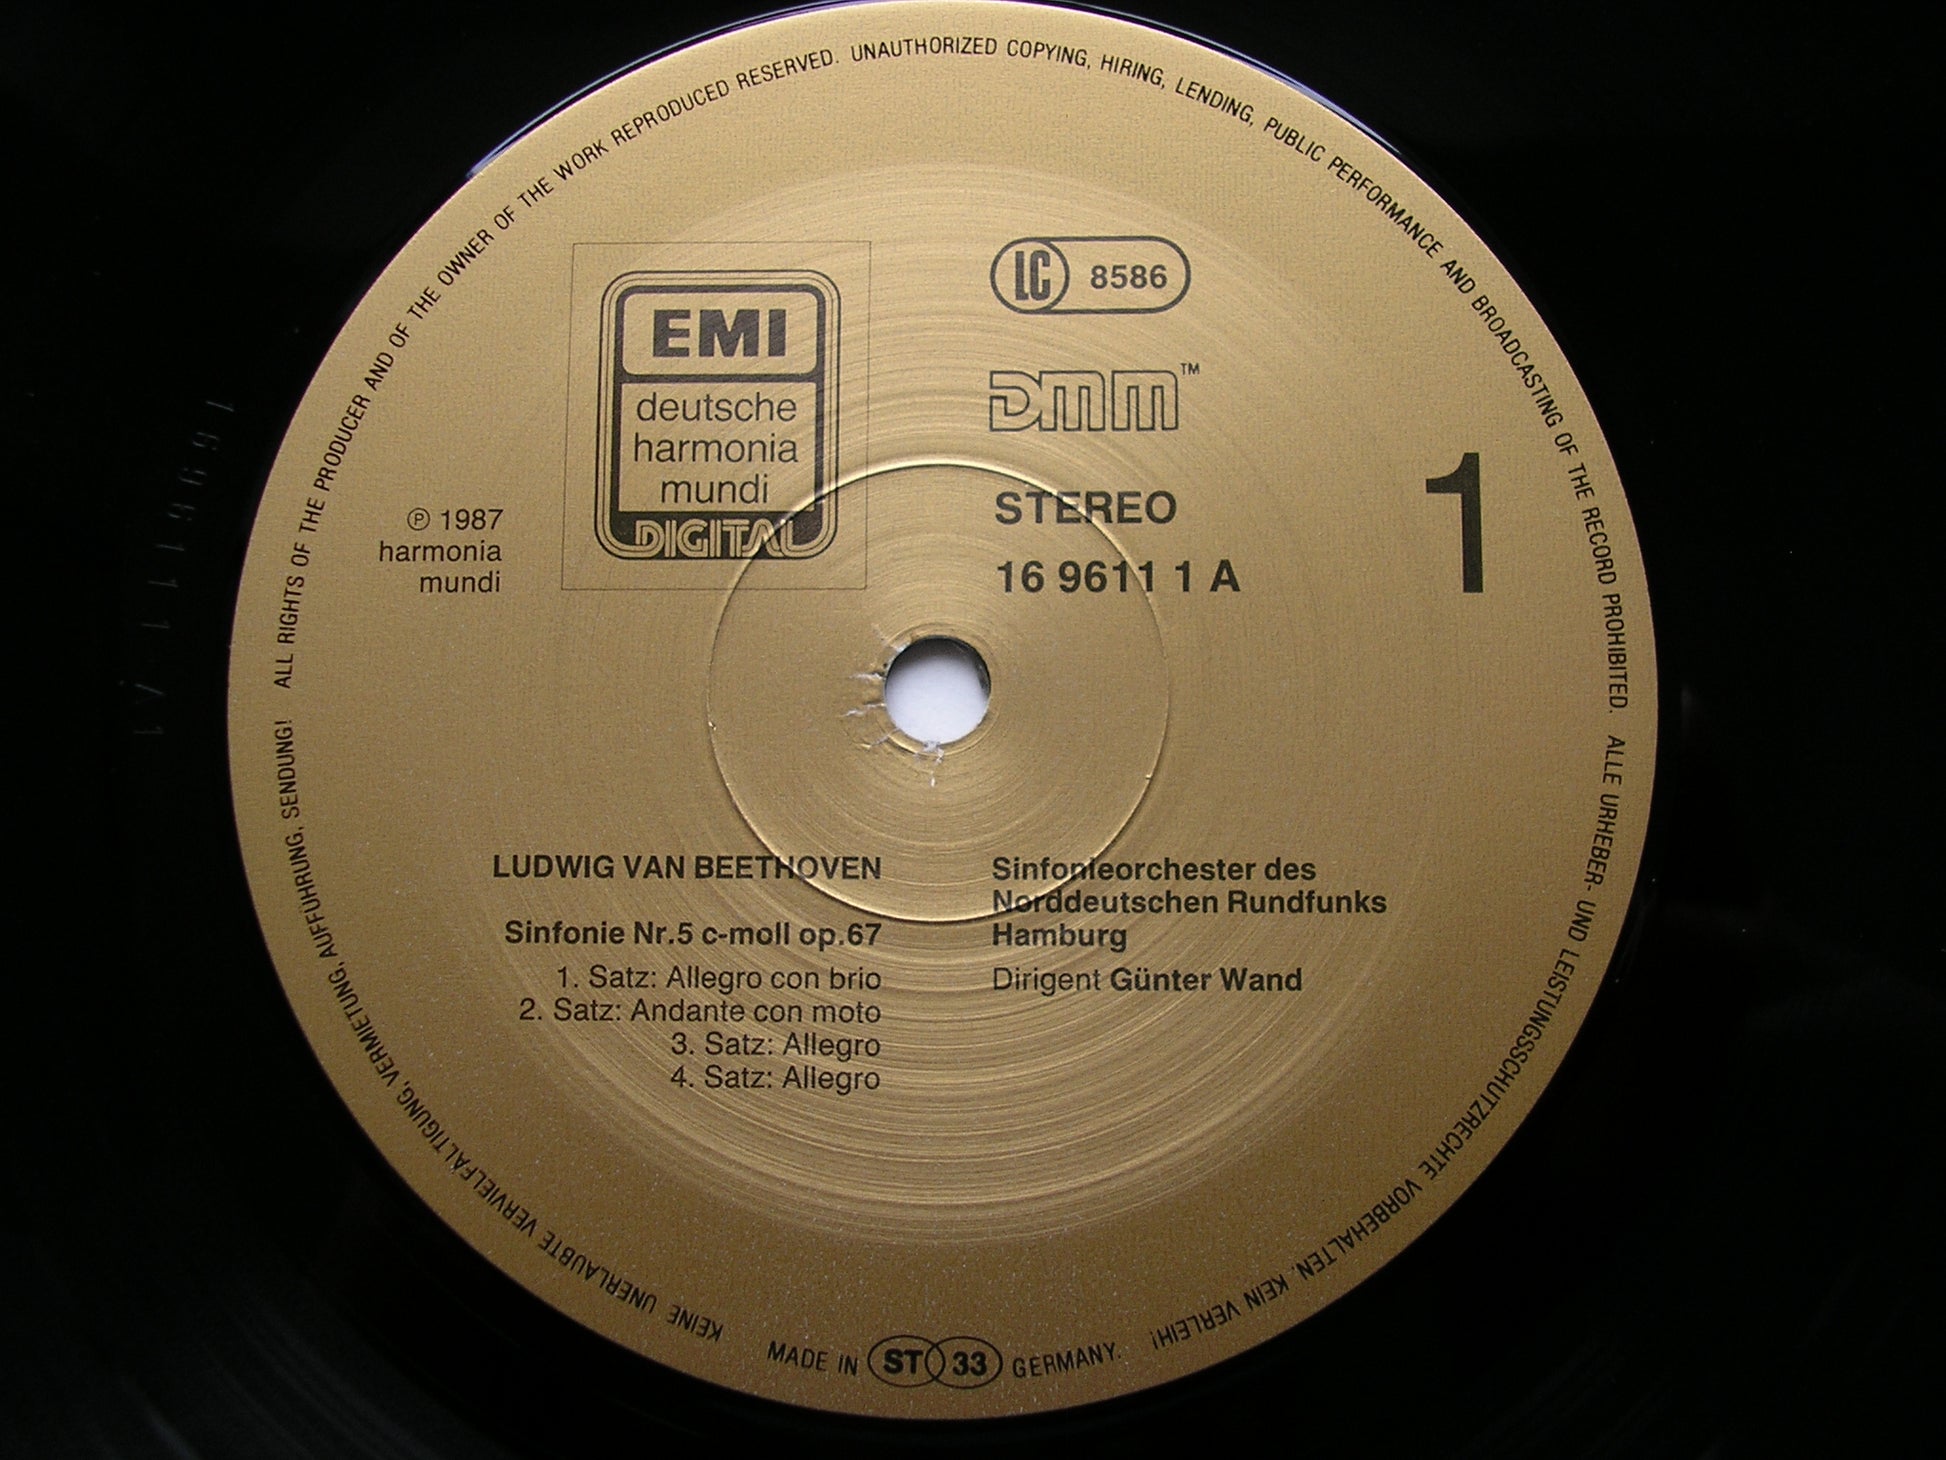 ALL RIGHTS OF THE PRODUCER AND OF THE OWNER OF THE WORK REPRODUCED RESERVED. UNAUTHORIZED COPYING, HIRING, LENDING, PUBLIC PERFORMANCE AND BROADCASTING OF THE RECORD PROHIBITED.
EMI
deutsche
harmonia
mundi
DIGITAL
LC 8586
DMM™
STEREO
16 9611 1 A
1
℗ 1987
harmonia
mundi
LUDWIG VAN BEETHOVEN
Sinfonie Nr.5 c-moll op.67
1. Satz: Allegro con brio
2. Satz: Andante con moto
3. Satz: Allegro
4. Satz: Allegro
Sinfonieorchester des
Norddeutschen Rundfunks
Hamburg
Dirigent Günter Wand
ALLE URHEBER- UND LEISTUNGSSCHUTZRECHTE VORBEHALTEN. KEIN VERLEIH!
KEINE UNERLAUBTE VERVIELFÄLTIGUNG, VERMIETUNG, AUFFÜHRUNG, SENDUNG!
MADE IN ST 33 GERMANY.